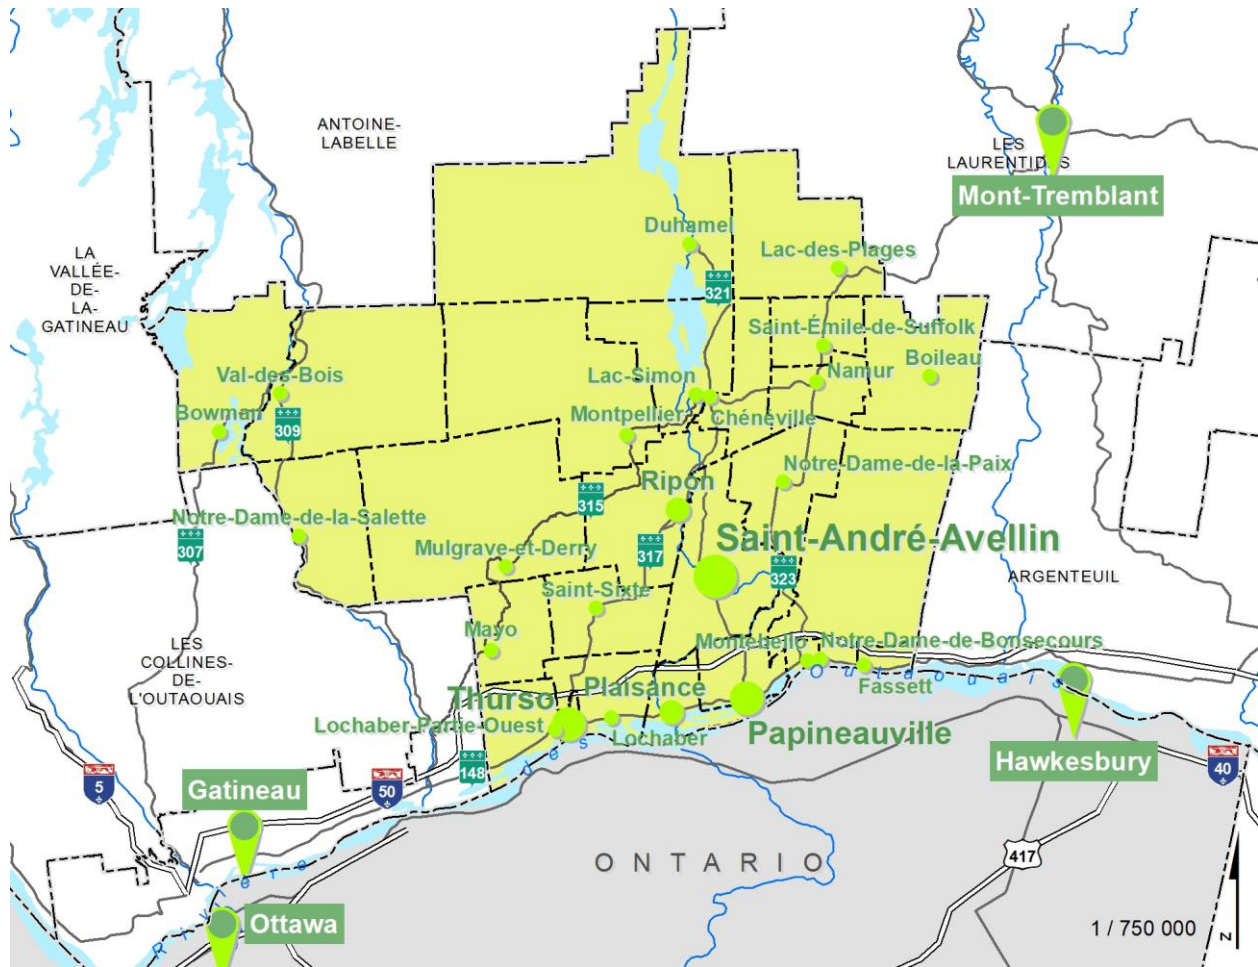 ANTOINE-
LABELLE
LES
LAURENTIDES
Mont-Tremblant
LA
VALLÉE-
DE-
LA-
GATINEAU
Duhamel
Lac-des-Plages
321
Saint-Émile-de-Suffolk
Boileau
Val-des-Bois
Lac-Simon
Namur
Bowman
309
Montpellier
Chénéville
Notre-Dame-de-la-Paix
Ripon
315
Notre-Dame-de-la-Salette
307
Saint-André-Avellin
Mulgrave-et-Derry
317
323
ARGENTEUIL
Saint-Sixte
Mayo
Montebello
Notre-Dame-de-Bonsecours
LES
COLLINES-
DE-
L'OUTAOUAIS
Fassett
Thurso
Plaisance
Lochaber-Partie-Ouest
Lochaber
Papineauville
Rivière des Outaouais
148
5
50
Gatineau
Hawkesbury
40
417
ONTARIO
Ottawa
1 / 750 000
N